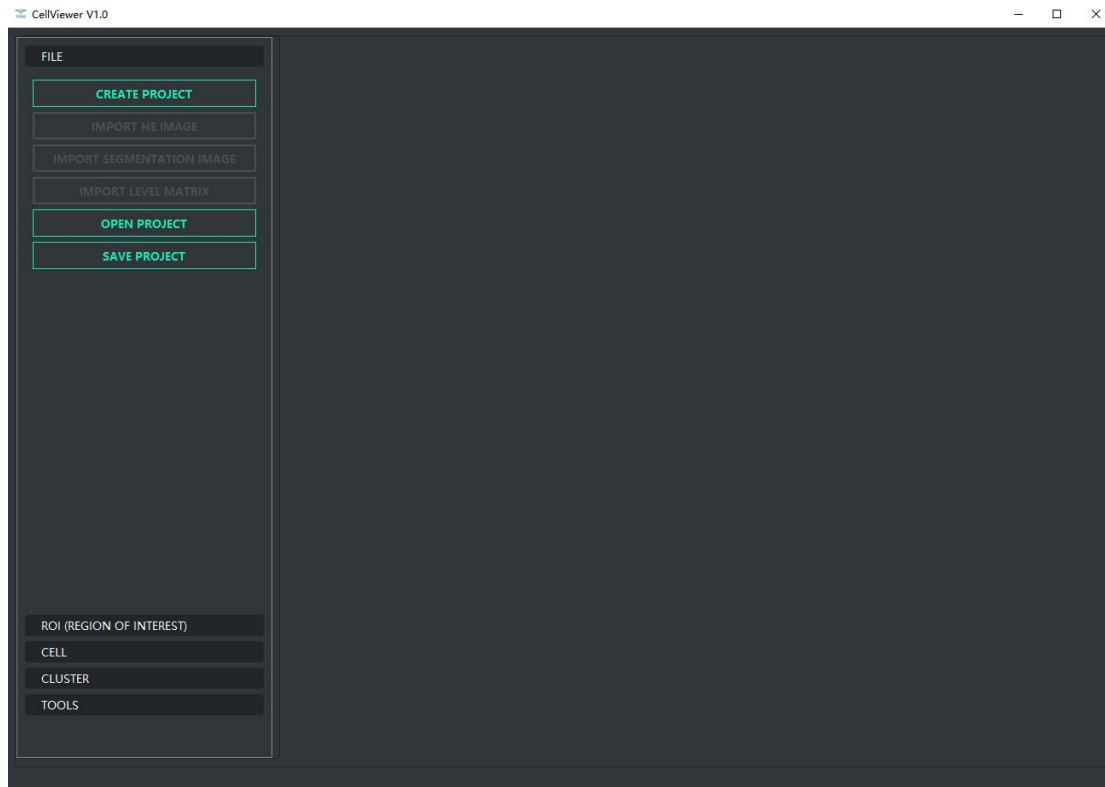 CellViewer V1.0
FILE
CREATE PROJECT
IMPORT HE IMAGE
IMPORT SEGMENTATION IMAGE
IMPORT LEVEL MATRIX
OPEN PROJECT
SAVE PROJECT
ROI (REGION OF INTEREST)
CELL
CLUSTER
TOOLS